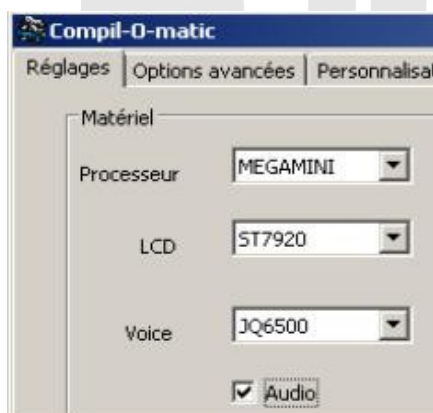 Compil-O-matic
Réglages Options avancées
Matériel
Processeur MEGAMINI
LCD ST7920
Voice JQ6500
Audio